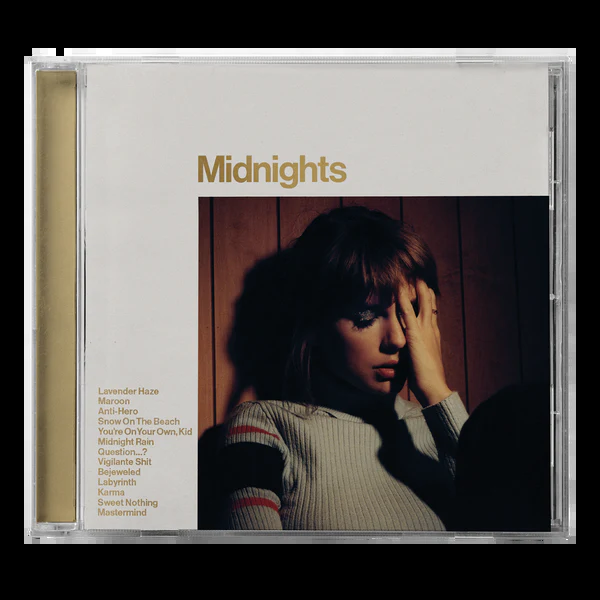 Midnights
Lavender Haze
Maroon
Anti-Hero
Snow On The Beach
You're On Your Own, Kid
Midnight Rain
Question...?
Vigilante Shit
Bejeweled
Labyrinth
Karma
Sweet Nothing
Mastermind